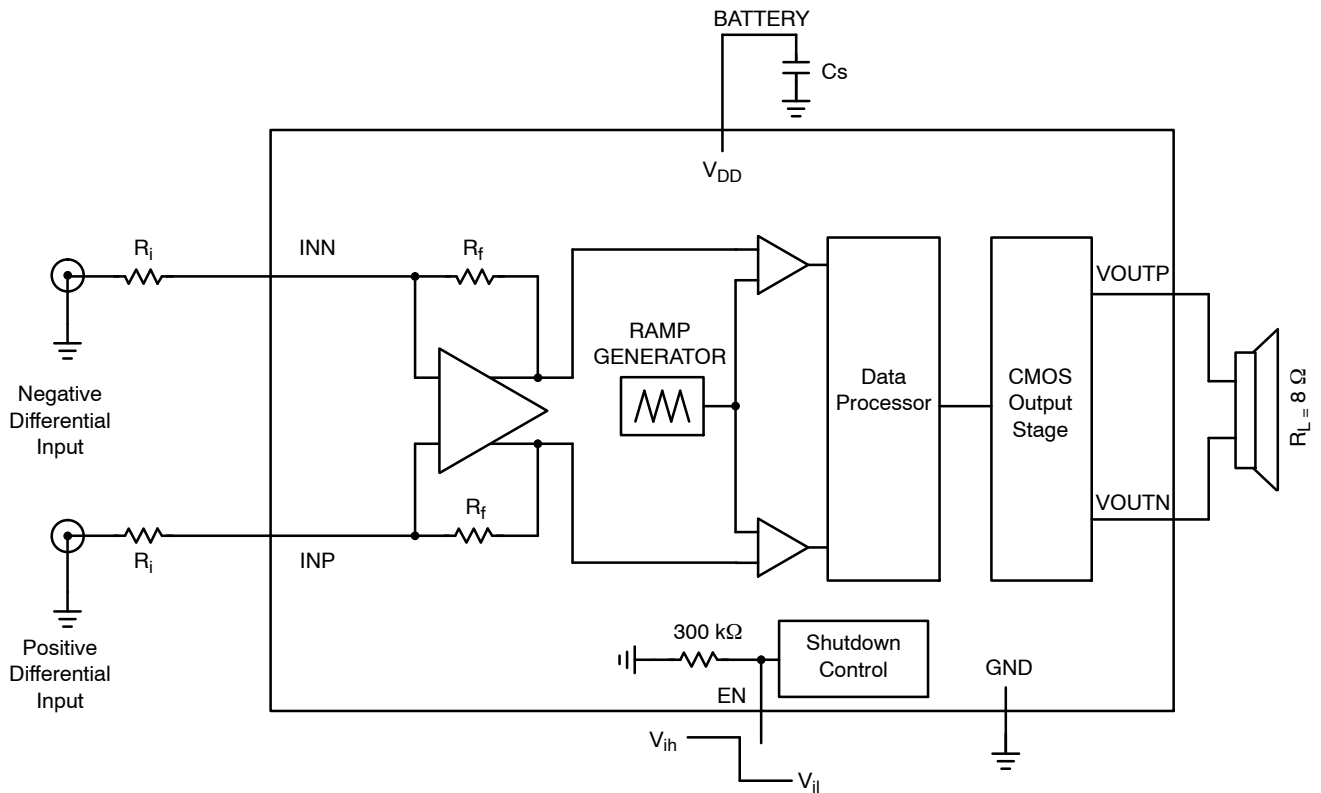 BATTERY
Cs
VDD
Ri
INN
Rf
VOUTP
RAMP
GENERATOR
Data
Processor
CMOS
Output
Stage
RL = 8 Ω
Negative
Differential
Input
Rf
VOUTN
Ri
INP
Positive
Differential
Input
300 kΩ
Shutdown
Control
EN
GND
Vih
Vil